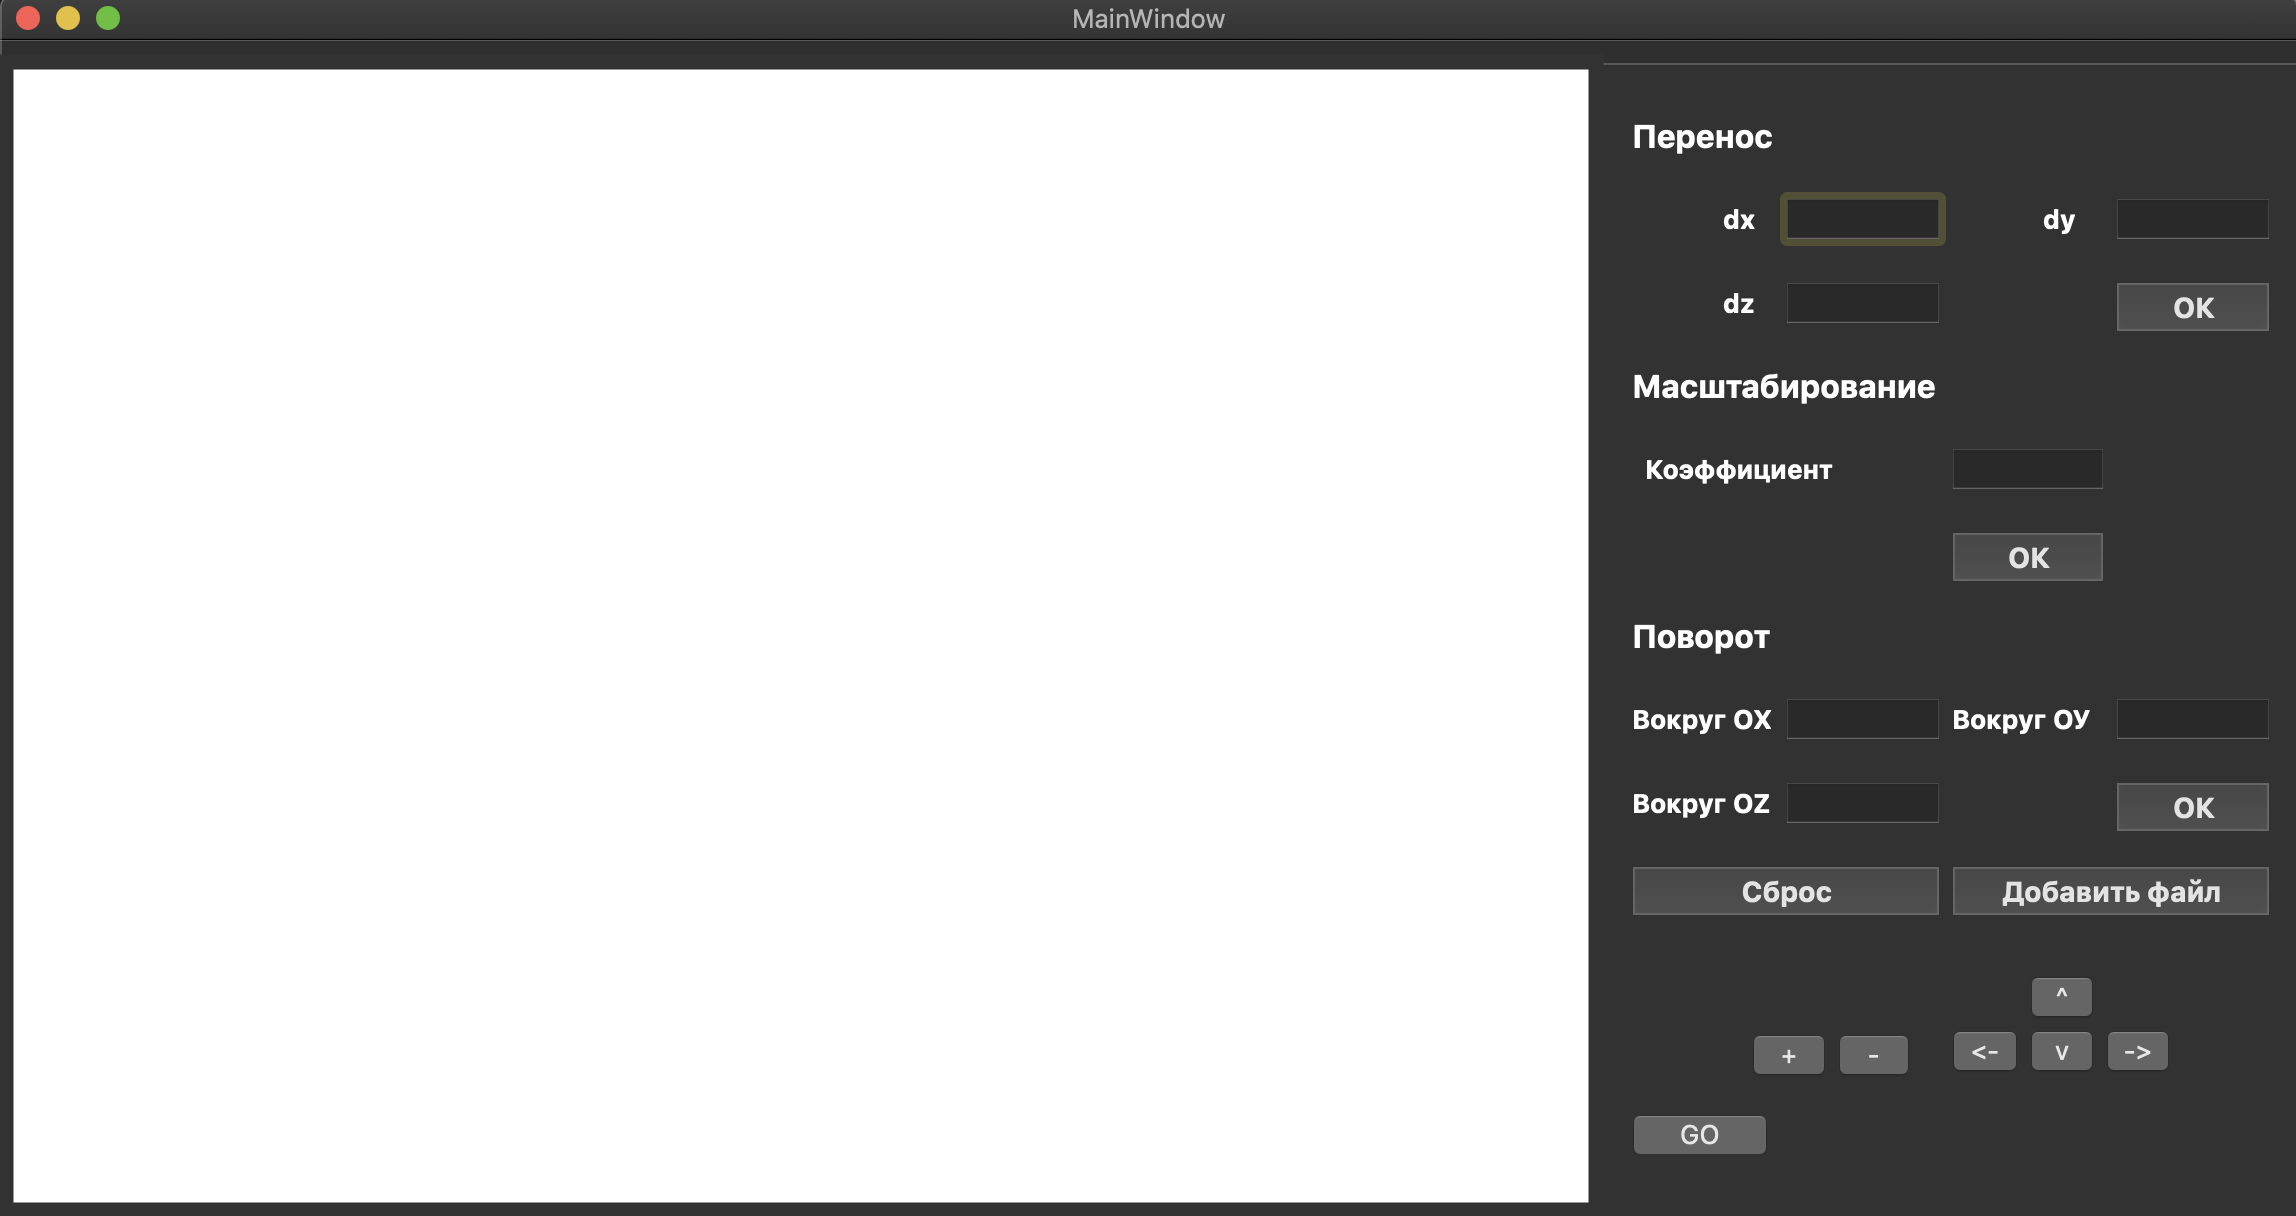 MainWindow
Перенос
dx dy
dz OK
Масштабирование
Коэффициент
OK
Поворот
Вокруг OX Вокруг OУ
Вокруг OZ OK
Сброс Добавить файл
^
+ - <- v ->
GO